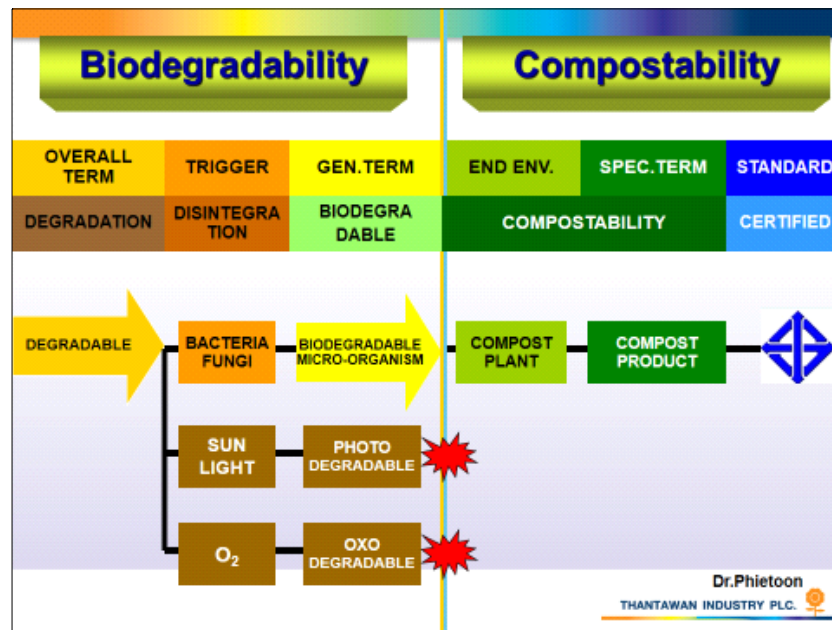 Biodegradability
Compostability
OVERALL
TERM
TRIGGER
GEN.TERM
END ENV.
SPEC.TERM
STANDARD
DEGRADATION
DISINTEGRA
TION
BIODEGRA
DABLE
COMPOSTABILITY
CERTIFIED
DEGRADABLE
BACTERIA
FUNGI
BIODEGRADABLE
MICRO-ORGANISM
COMPOST
PLANT
COMPOST
PRODUCT
SUN
LIGHT
PHOTO
DEGRADABLE
O₂
OXO
DEGRADABLE
Dr.Phietoon
THANTAWAN INDUSTRY PLC.